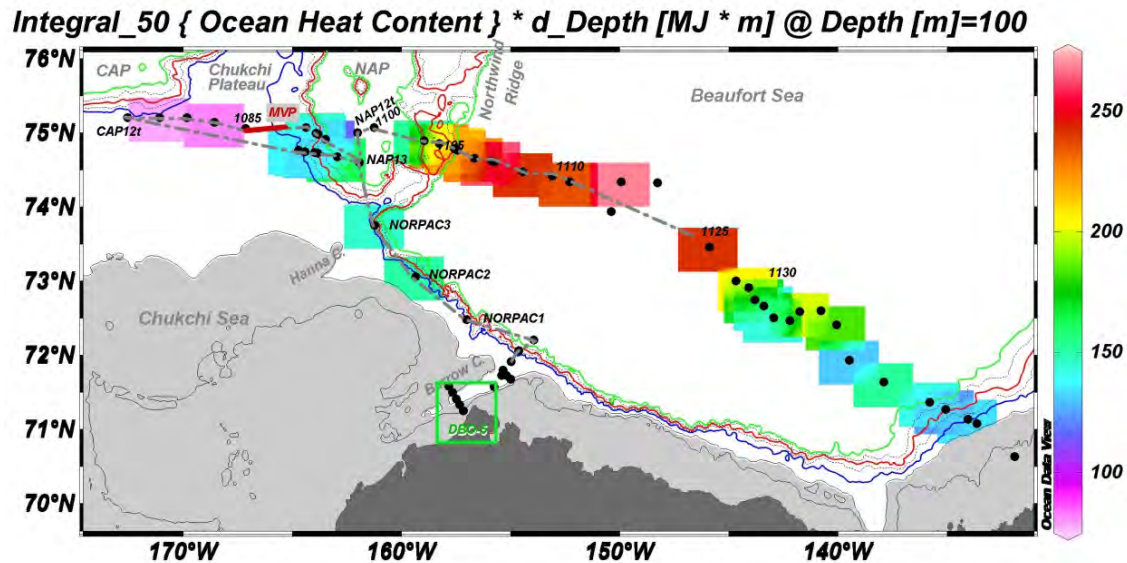 Integral_50 { Ocean Heat Content } * d_Depth [MJ * m] @ Depth [m]=100
76°N
75°N
74°N
73°N
72°N
71°N
70°N
CAP
Chukchi
Plateau
NAP
Northwind
Ridge
Beaufort Sea
MVP
1085
CAP12t
NAP12t
1100
NAP13
1110
NORPAC3
1125
1130
NORPAC2
Hanna C.
NORPAC1
Chukchi Sea
Barrow C.
DBO-5
170°W
160°W
150°W
140°W
250
200
150
100
Ocean Data View